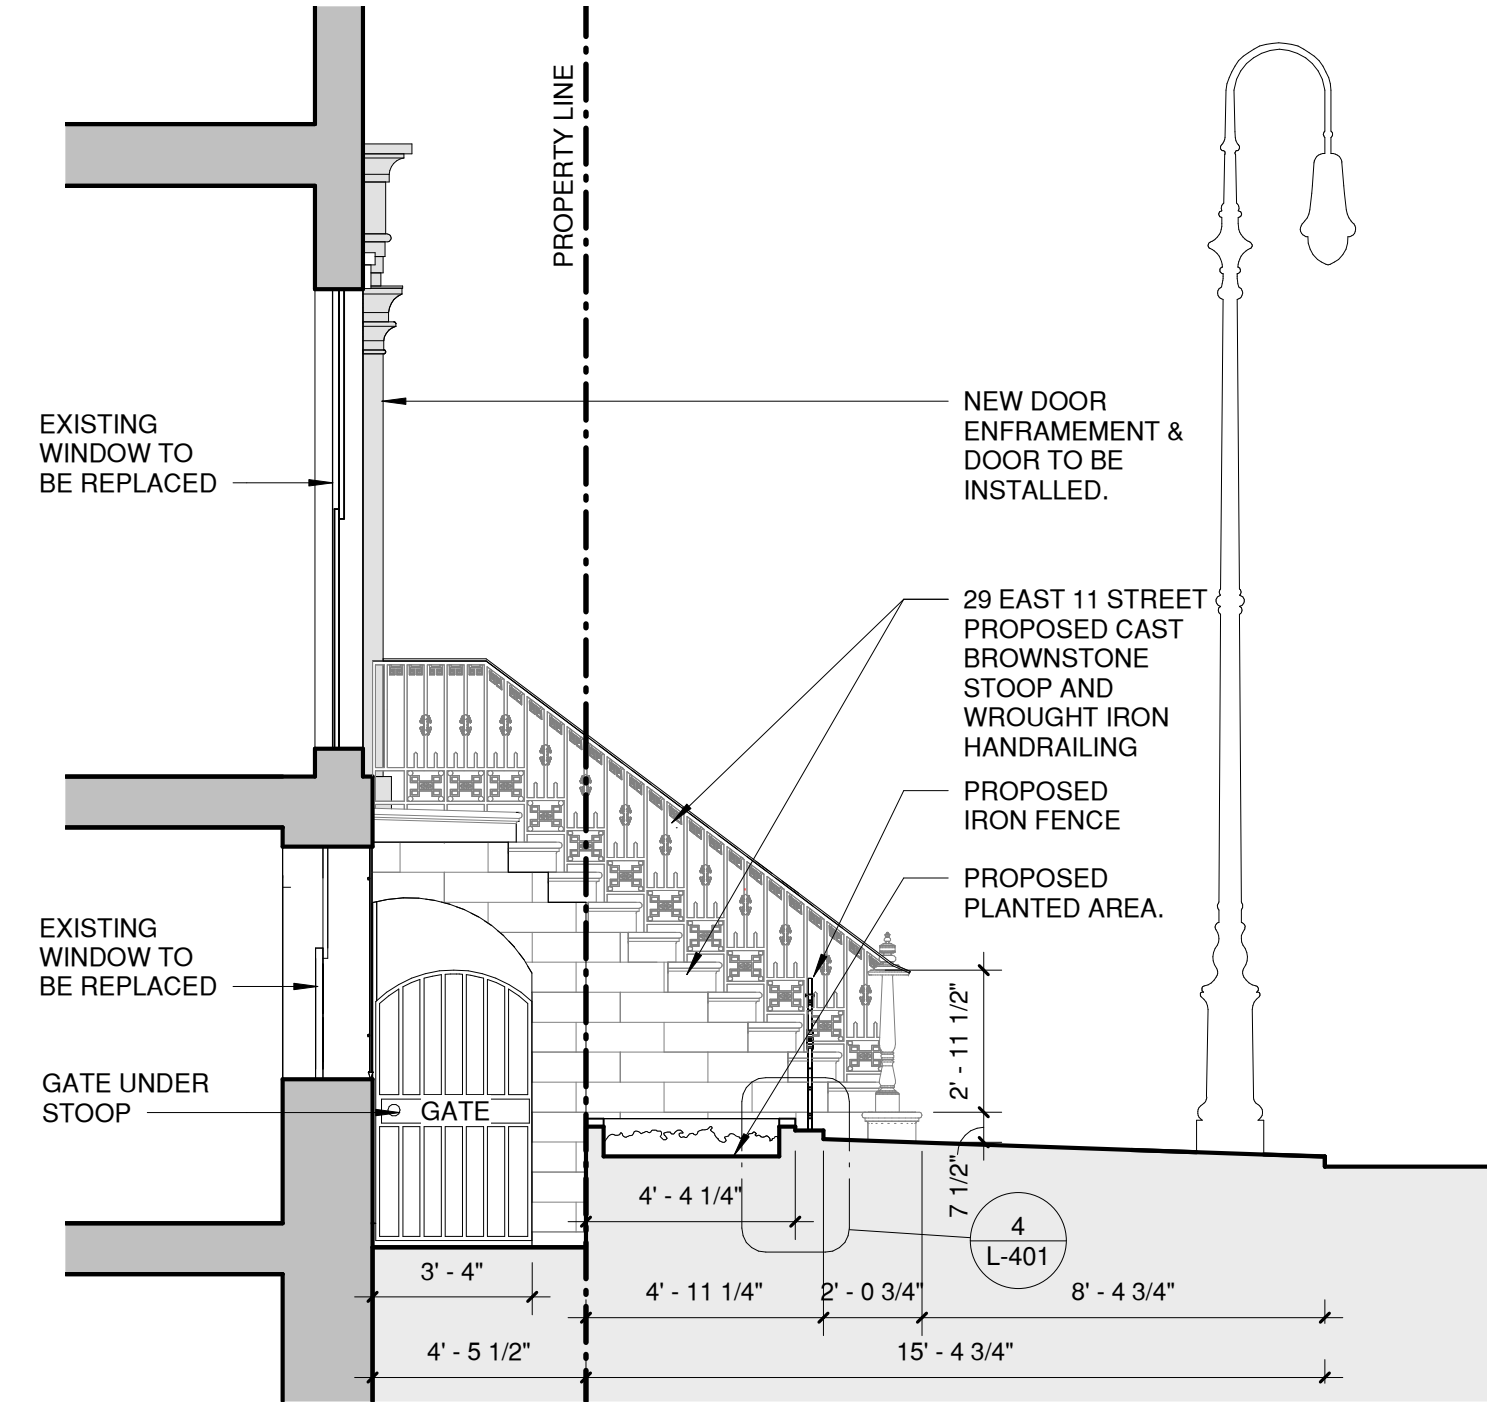 PROPERTY LINE
EXISTING
WINDOW TO
BE REPLACED
NEW DOOR
ENFRAMEMENT &
DOOR TO BE
INSTALLED.
29 EAST 11 STREET
PROPOSED CAST
BROWNSTONE
STOOP AND
WROUGHT IRON
HANDRAILING
PROPOSED
IRON FENCE
PROPOSED
PLANTED AREA.
EXISTING
WINDOW TO
BE REPLACED
GATE UNDER
STOOP
GATE
2' - 11 1/2"
7 1/2"
4' - 4 1/4"
4
L-401
3' - 4"
4' - 11 1/4"
2' - 0 3/4"
8' - 4 3/4"
4' - 5 1/2"
15' - 4 3/4"